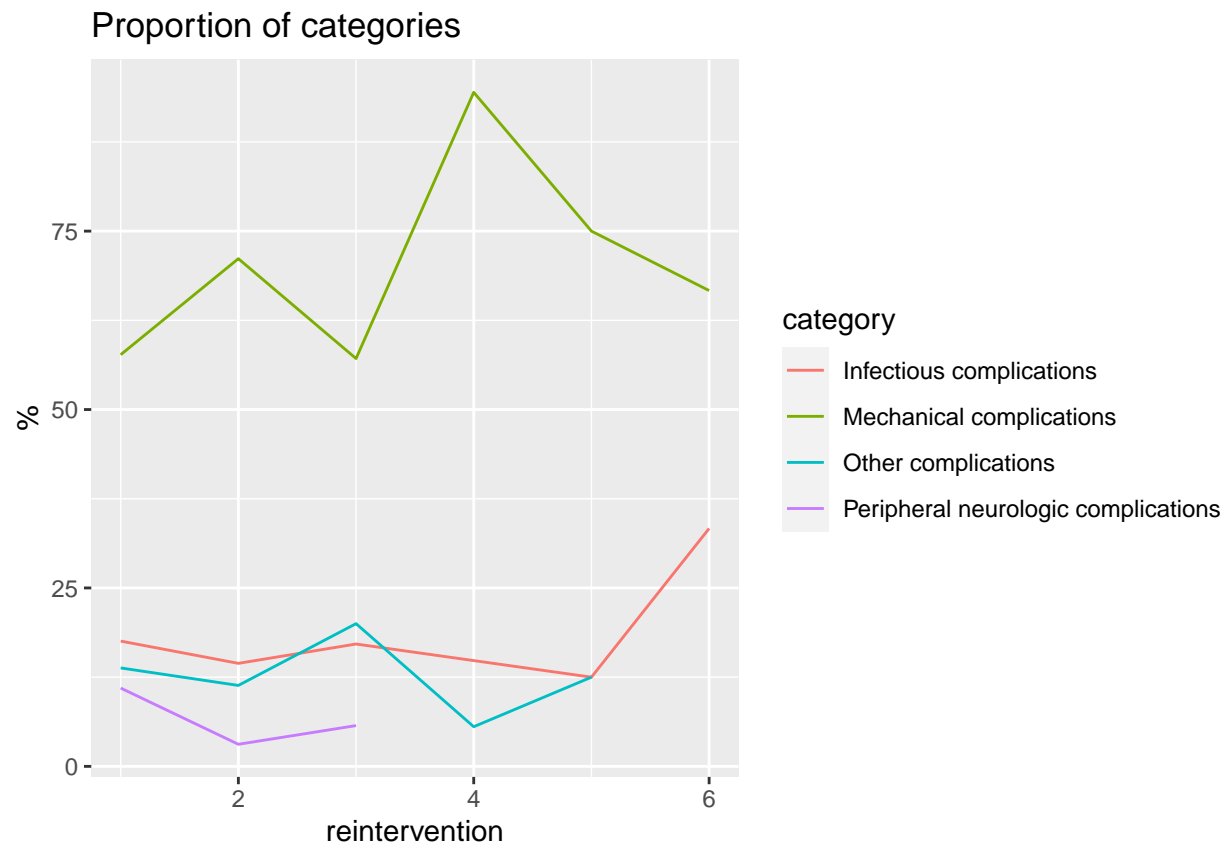 Proportion of categories
75
50
25
0
%
2
4
6
reintervention
category
Infectious complications
Mechanical complications
Other complications
Peripheral neurologic complications